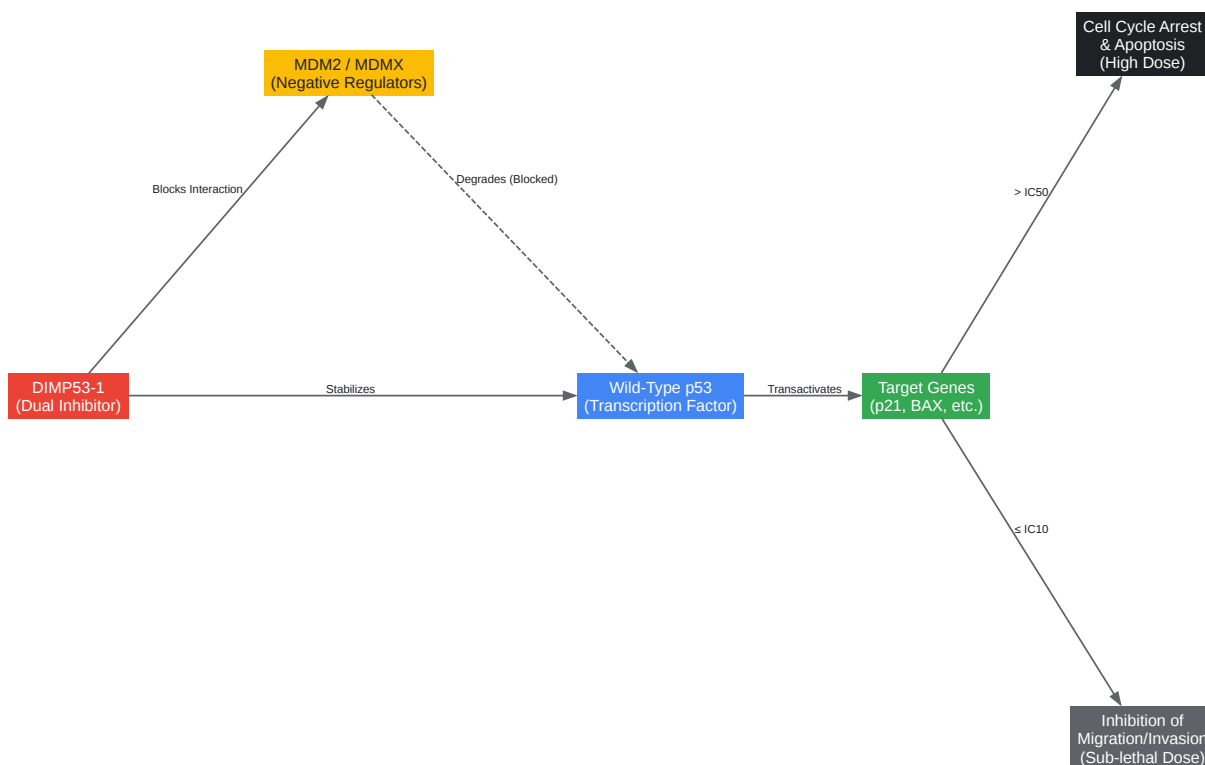 Cell Cycle Arrest
& Apoptosis
(High Dose)
MDM2 / MDMX
(Negative Regulators)
Blocks Interaction
Degrades (Blocked)
> IC50
DIMP53-1
(Dual Inhibitor)
Stabilizes
Wild-Type p53
(Transcription Factor)
Transactivates
Target Genes
(p21, BAX, etc.)
≤ IC10
Inhibition of
Migration/Invasion
(Sub-lethal Dose)